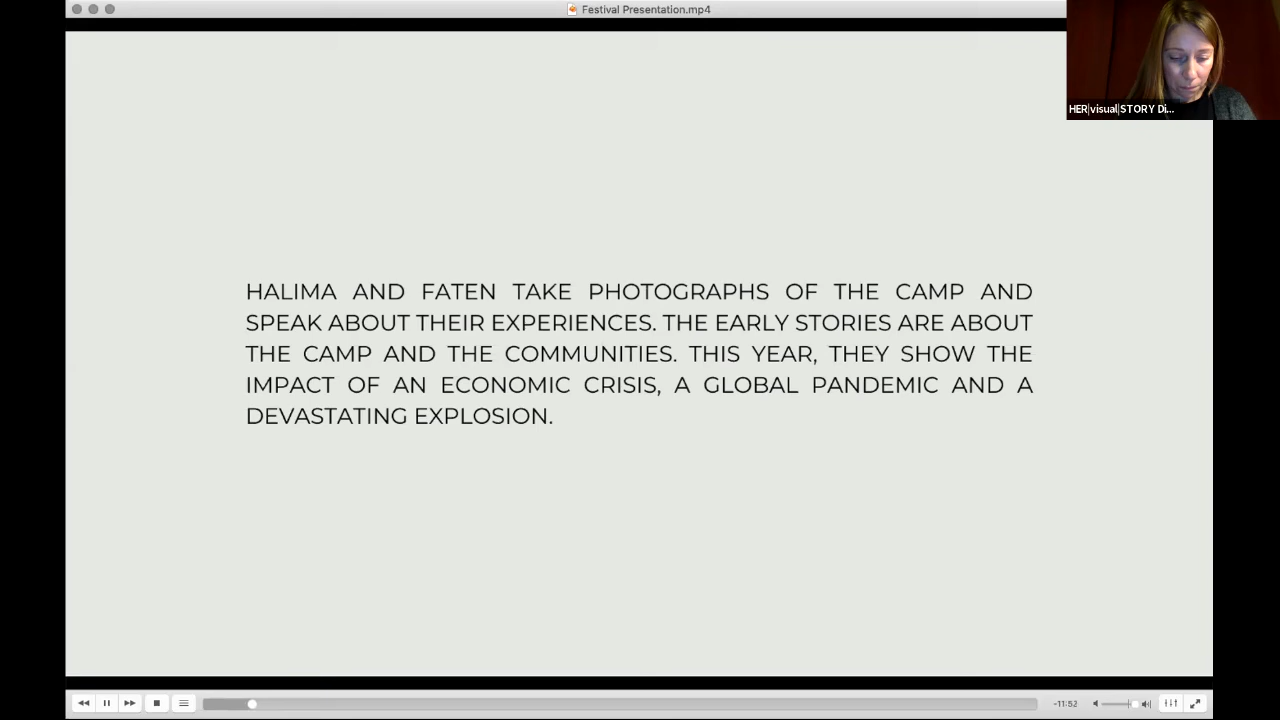 Festival Presentation.mp4
HER|visual|STORY Di...
HALIMA AND FATEN TAKE PHOTOGRAPHS OF THE CAMP AND
SPEAK ABOUT THEIR EXPERIENCES. THE EARLY STORIES ARE ABOUT
THE CAMP AND THE COMMUNITIES. THIS YEAR, THEY SHOW THE
IMPACT OF AN ECONOMIC CRISIS, A GLOBAL PANDEMIC AND A
DEVASTATING EXPLOSION.
-11:52